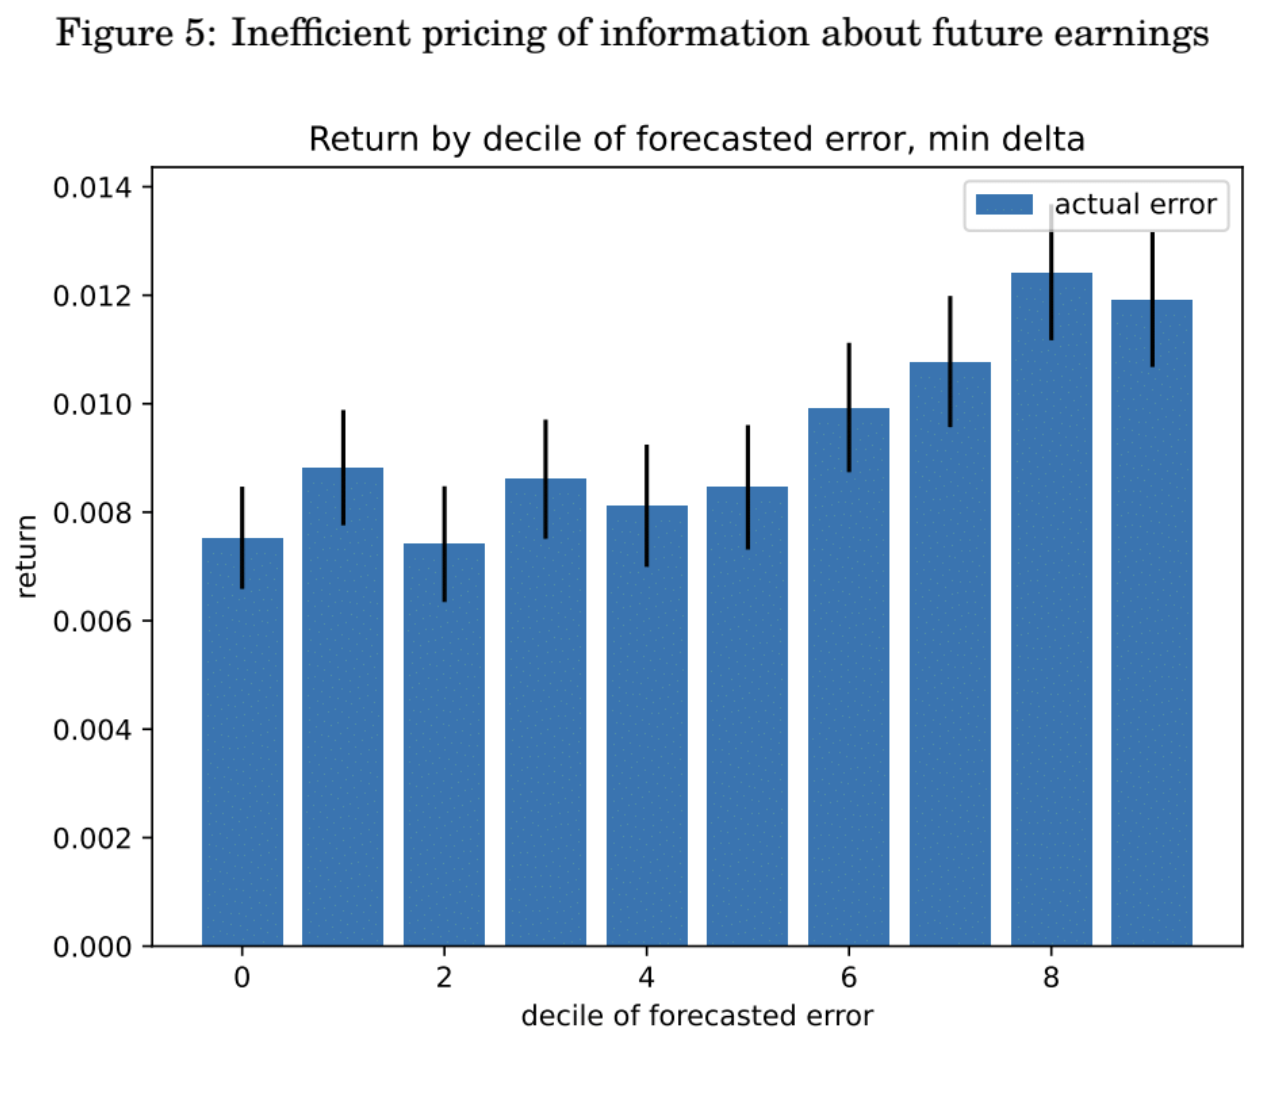 Figure 5: Inefficient pricing of information about future earnings
Return by decile of forecasted error, min delta
actual error
0.014
0.012
0.010
0.008
0.006
0.004
0.002
0.000
return
0 2 4 6 8
decile of forecasted error